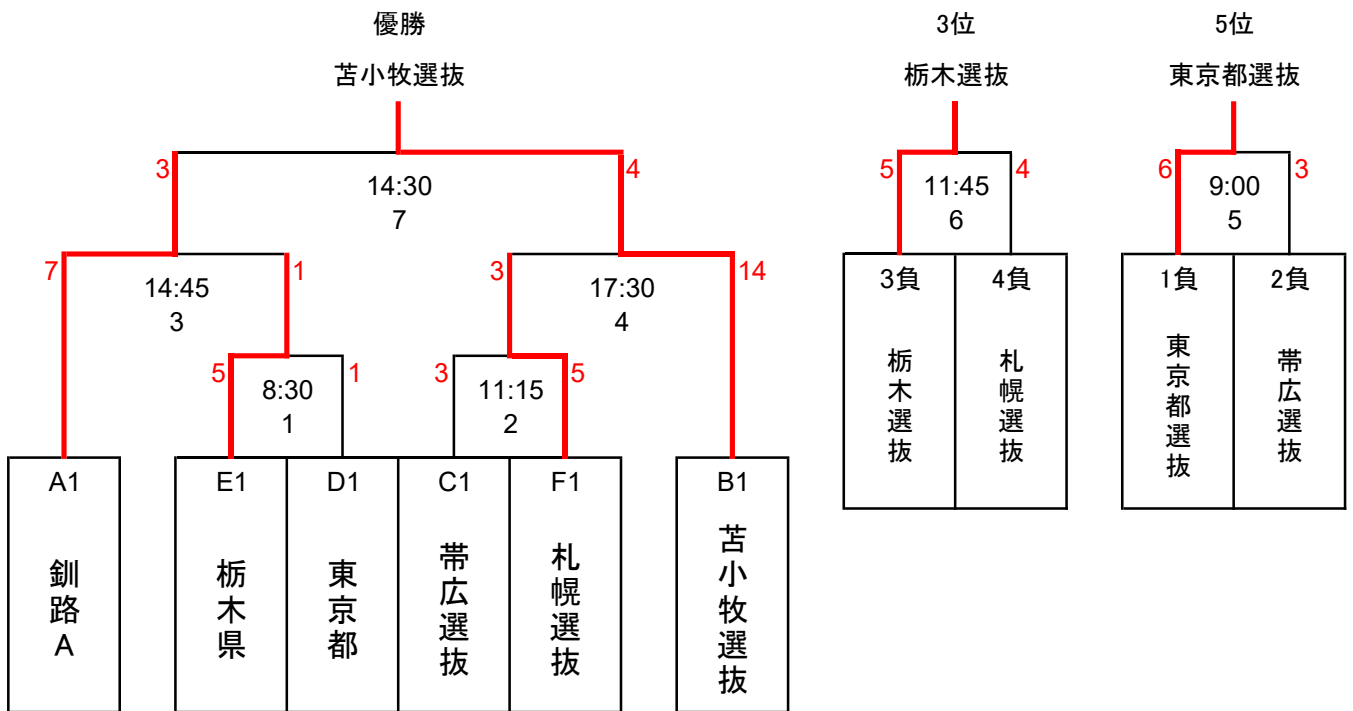 優勝
苫小牧選抜
3
4
14:30
7
7
1
14:45
3
3
14
17:30
4
5
1
8:30
1
3
5
11:15
2
A1
釧路A
E1
栃木県
D1
東京都
C1
帯広選抜
F1
札幌選抜
B1
苫小牧選抜
3位
栃木選抜
5
4
11:45
6
3負
栃木選抜
4負
札幌選抜
5位
東京都選抜
6
3
9:00
5
1負
東京都選抜
2負
帯広選抜